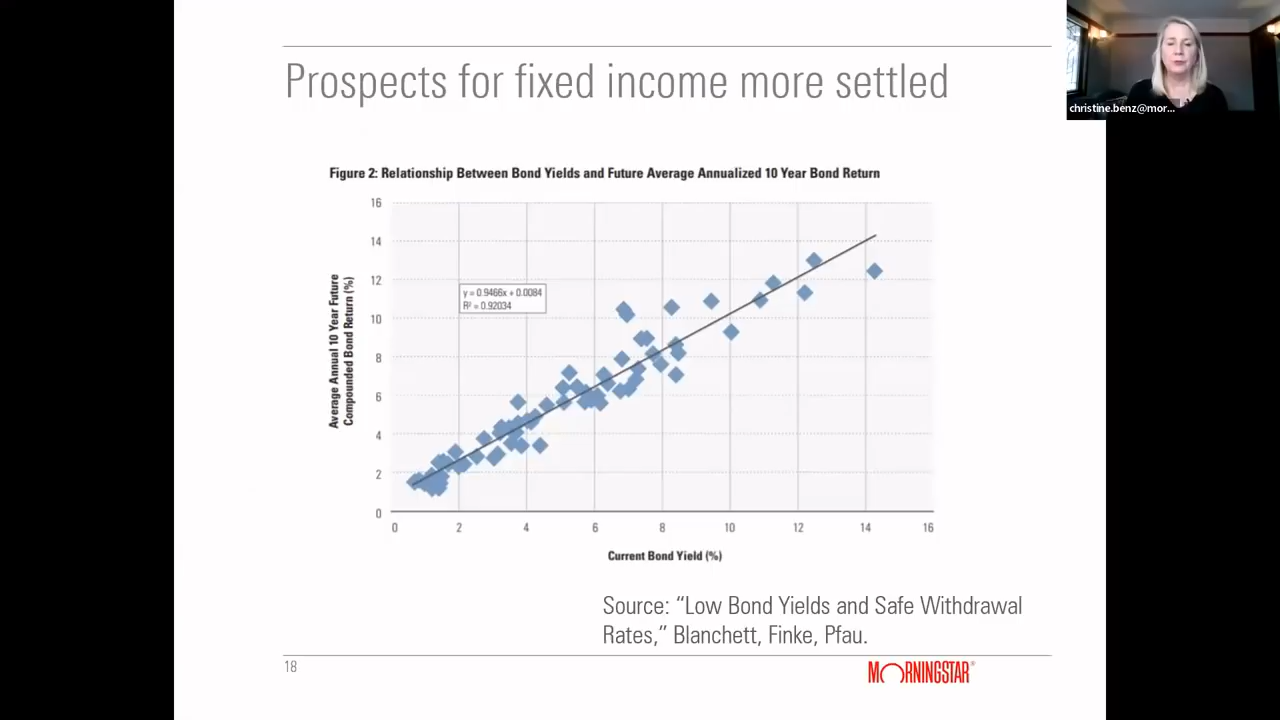 Prospects for fixed income more settled
christine.benz@mor...
Figure 2: Relationship Between Bond Yields and Future Average Annualized 10 Year Bond Return
16
14
12
10
8
6
4
2
0
Average Annual 10 Year Future
Compounded Bond Return (%)
y = 0.9466x + 0.0084
R² = 0.92034
0 2 4 6 8 10 12 14 16
Current Bond Yield (%)
Source: “Low Bond Yields and Safe Withdrawal
Rates,” Blanchett, Finke, Pfau.
18
MORNINGSTAR®